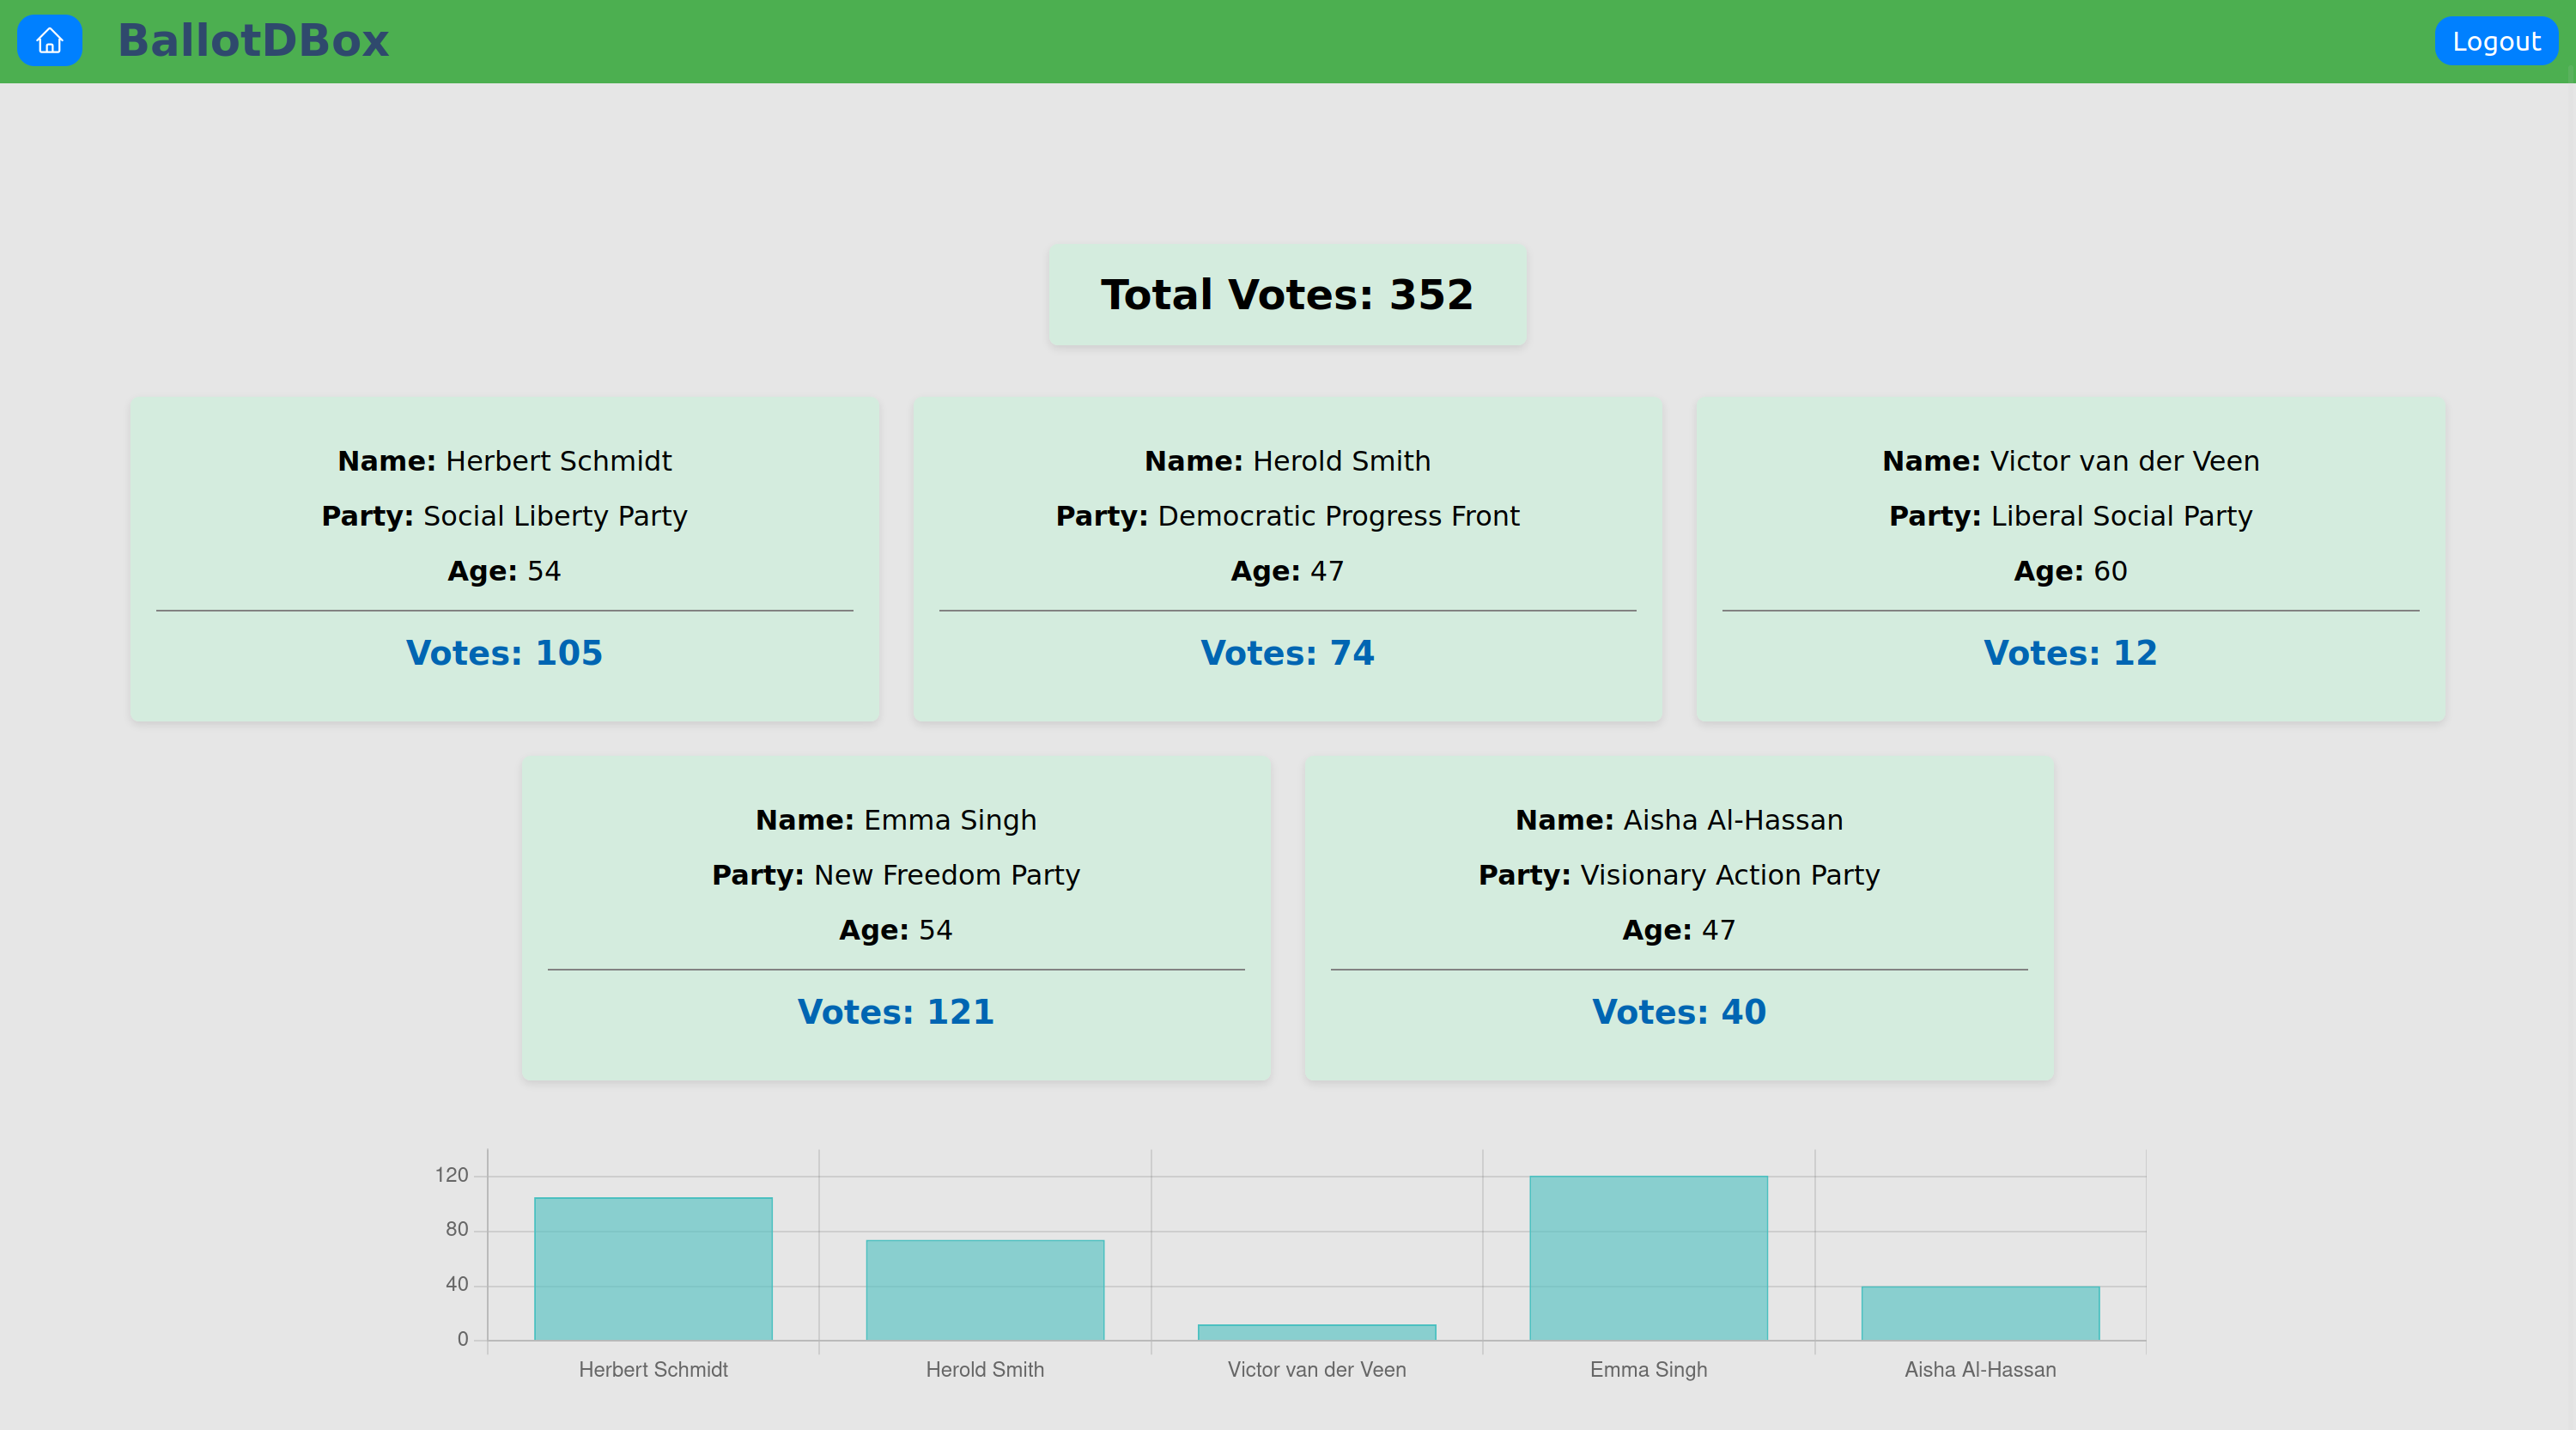 BallotDBox
Logout
Total Votes: 352
Name: Herbert Schmidt
Party: Social Liberty Party
Age: 54
Votes: 105
Name: Herold Smith
Party: Democratic Progress Front
Age: 47
Votes: 74
Name: Victor van der Veen
Party: Liberal Social Party
Age: 60
Votes: 12
Name: Emma Singh
Party: New Freedom Party
Age: 54
Votes: 121
Name: Aisha Al-Hassan
Party: Visionary Action Party
Age: 47
Votes: 40
120
80
40
0
Herbert Schmidt
Herold Smith
Victor van der Veen
Emma Singh
Aisha Al-Hassan